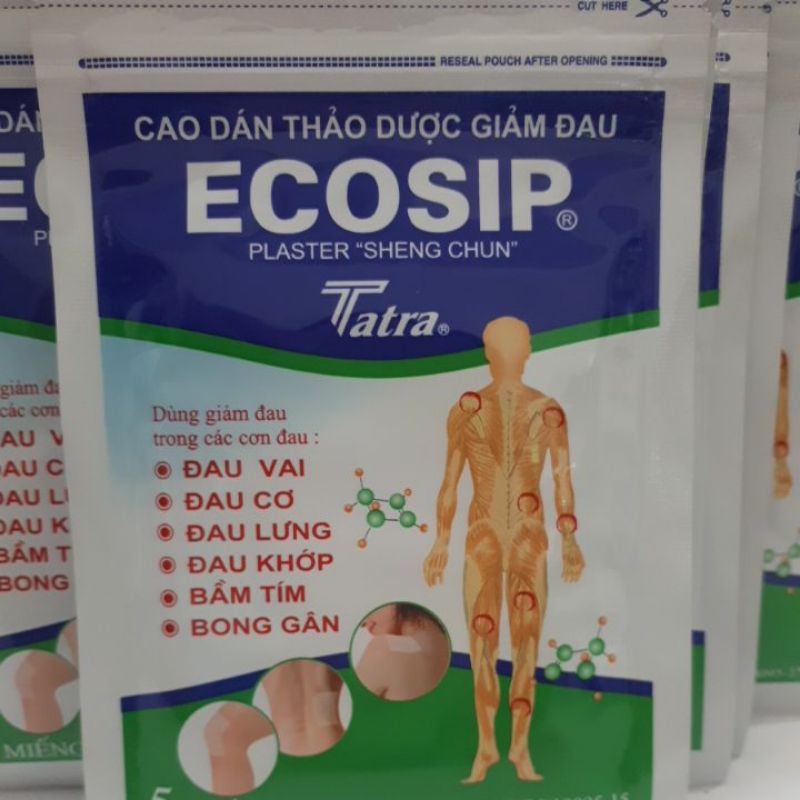 CUT HERE
RESEAL POUCH AFTER OPENING
CAO DÁN THẢO DƯỢC GIẢM ĐAU
ECOSIP®
PLASTER “SHENG CHUN”
Tatra®
Dùng giảm đau
trong các cơn đau :
ĐAU VAI
ĐAU CƠ
ĐAU LƯNG
ĐAU KHỚP
BẦM TÍM
BONG GÂN
MIẾNG